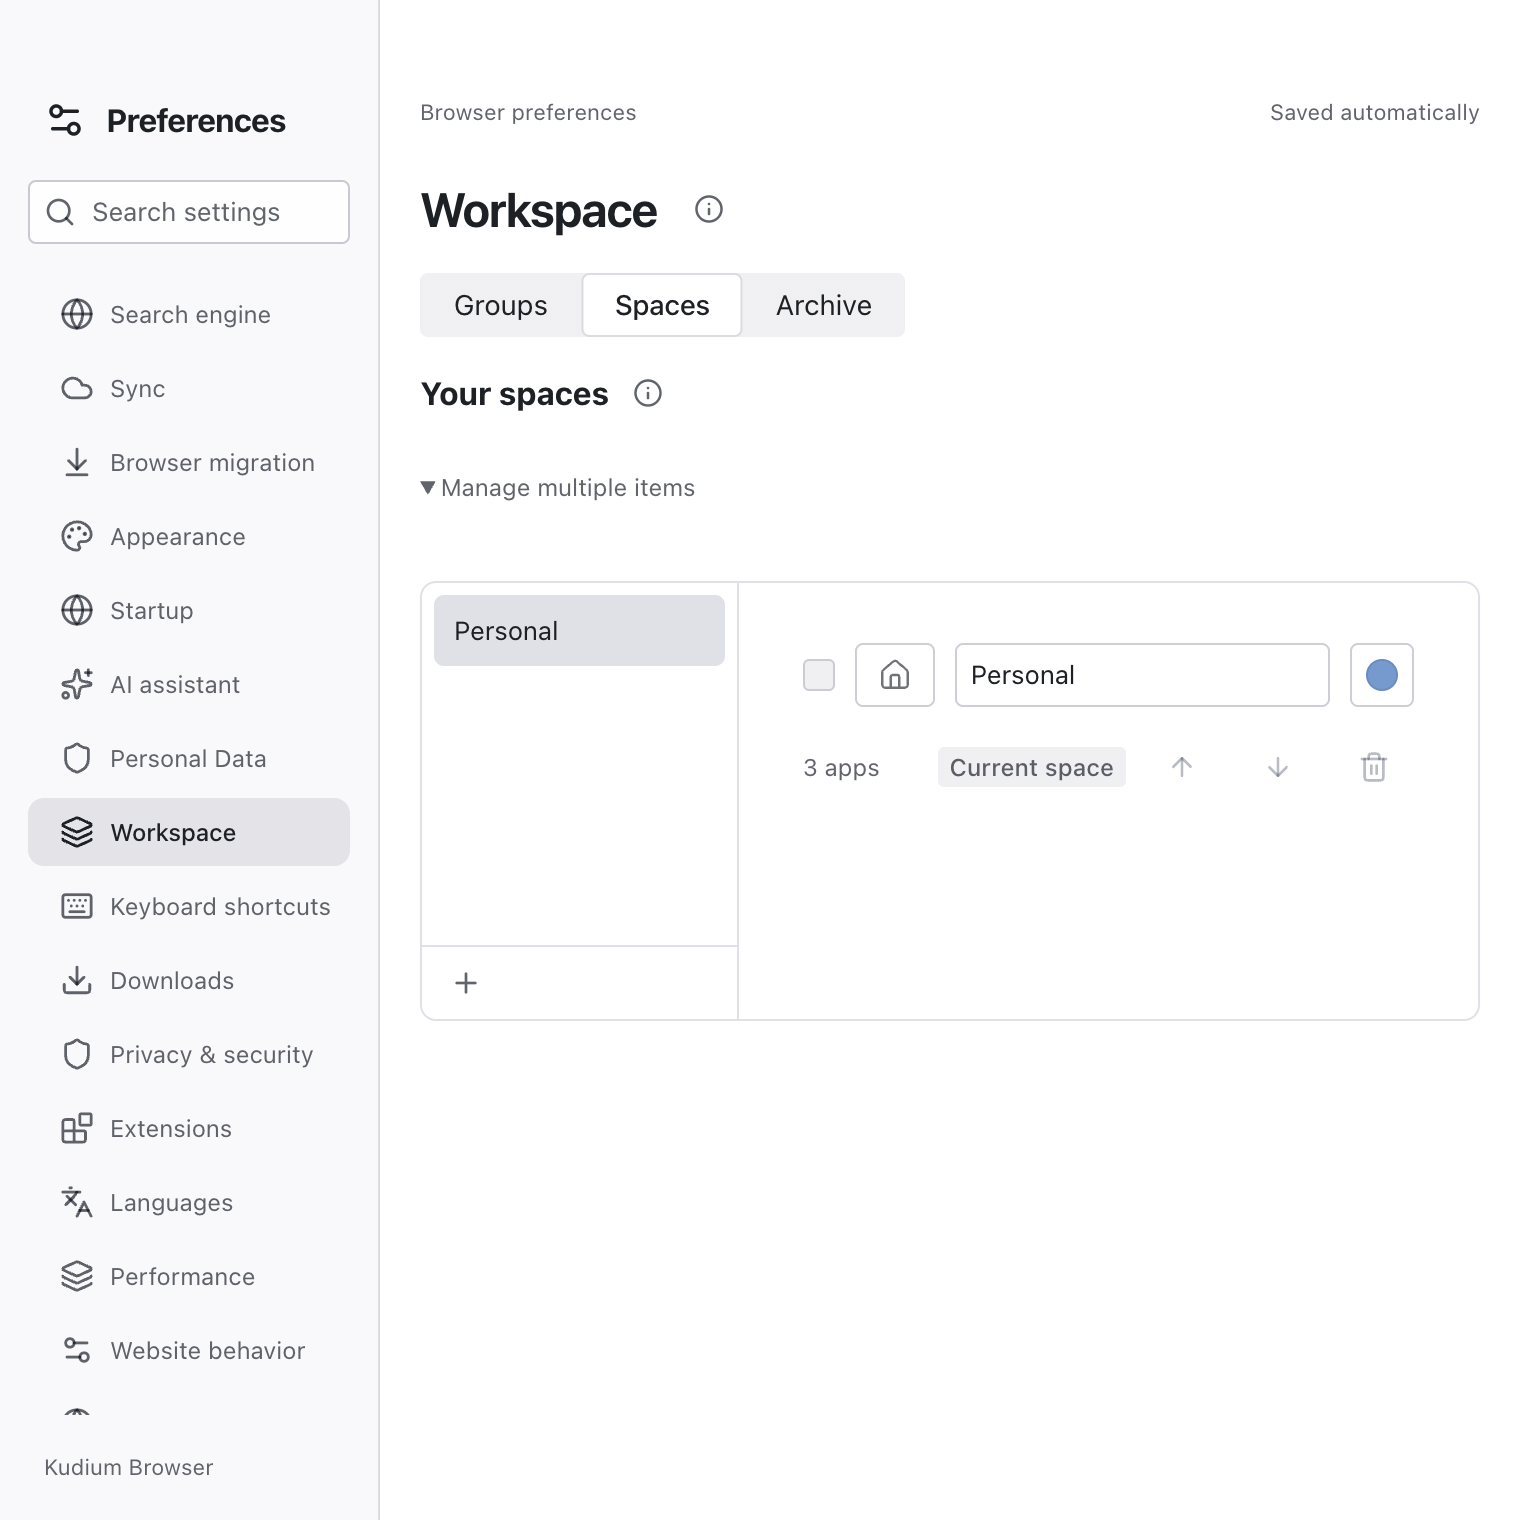 Preferences
Search settings
Search engine
Sync
Browser migration
Appearance
Startup
AI assistant
Personal Data
Workspace
Keyboard shortcuts
Downloads
Privacy & security
Extensions
Languages
Performance
Website behavior
Kudium Browser
Browser preferences
Saved automatically
Workspace
Groups
Spaces
Archive
Your spaces
Manage multiple items
Personal
Personal
3 apps
Current space